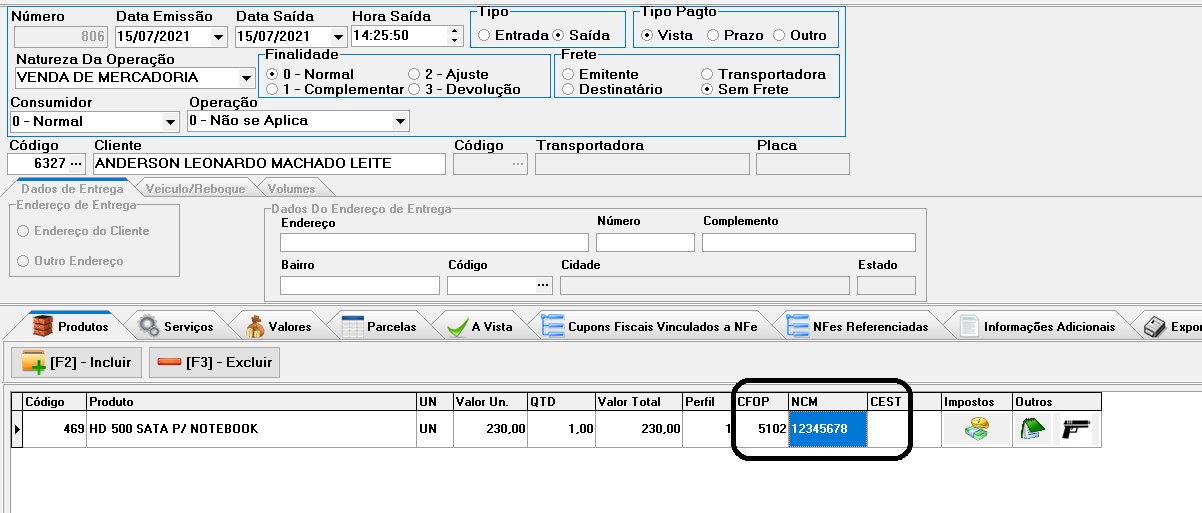 Número Data Emissão Data Saída Hora Saída Tipo Tipo Pagto
806 15/07/2021 15/07/2021 14:25:50 Entrada Saída Vista Prazo Outro
Natureza Da Operação Finalidade Frete
VENDA DE MERCADORIA 0 - Normal 2 - Ajuste Emitente Transportadora
1 - Complementar 3 - Devolução Destinatário Sem Frete
Consumidor Operação
0 - Normal 0 - Não se Aplica
Código Cliente Código Transportadora Placa
6327 ... ANDERSON LEONARDO MACHADO LEITE ...
Dados de Entrega Veiculo/Reboque Volumes
Endereço de Entrega Dados Do Endereço de Entrega
Endereço Número Complemento
Endereço do Cliente
Outro Endereço Bairro Código Cidade Estado
...
Produtos Serviços Valores Parcelas A Vista Cupons Fiscais Vinculados a NFe NFes Referenciadas Informações Adicionais Expor
[F2] - Incluir [F3] - Excluir
Código Produto UN Valor Un. QTD Valor Total Perfil CFOP NCM CEST Impostos Outros
469 HD 500 SATA P/ NOTEBOOK UN 230,00 1,00 230,00 1 5102 12345678